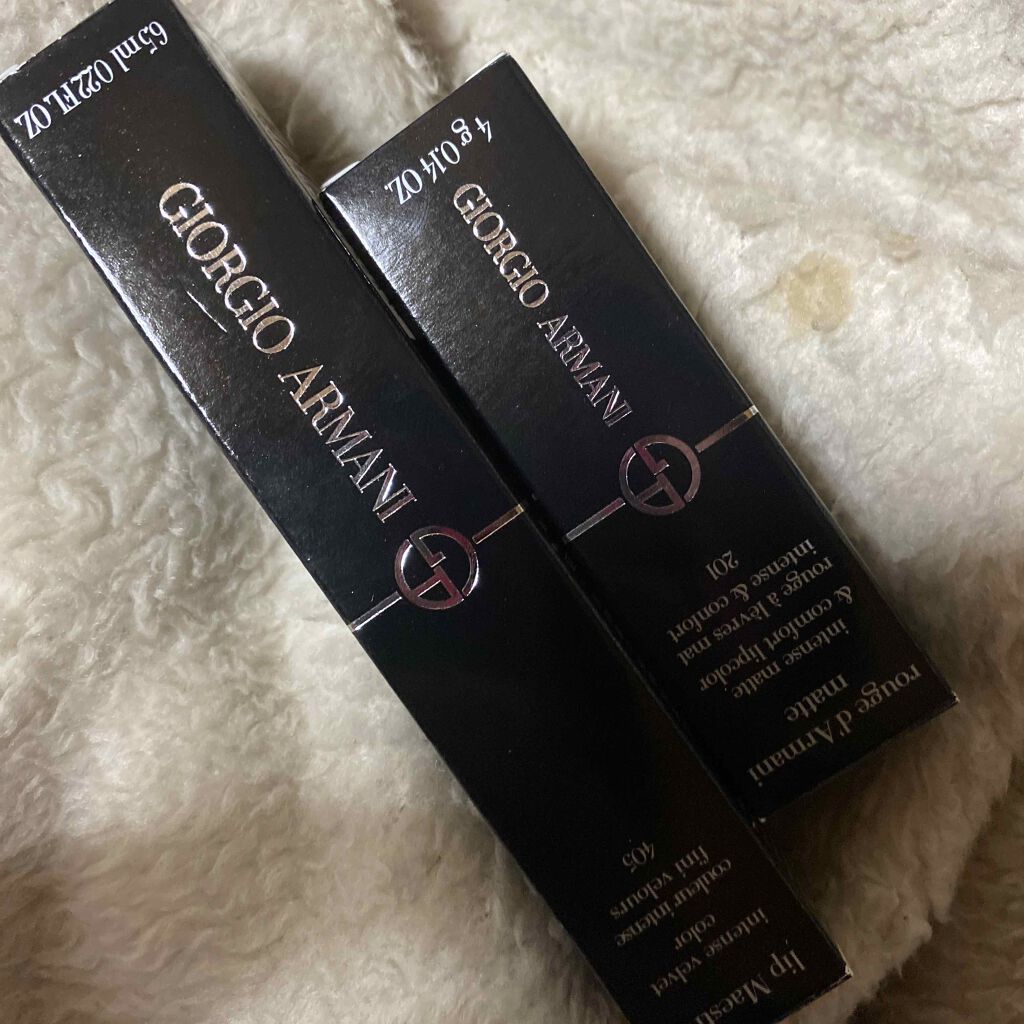 GIORGIO ARMANI
lip Maest
intense velvet
color
couleur intense
fini velours
405
6.5ml 0.22 FL.OZ.
GIORGIO ARMANI
rouge d'Armani
matte
intense matte
& comfort lipcolor
rouge à lèvres mat
intense & confort
201
4 g 0.14 OZ.